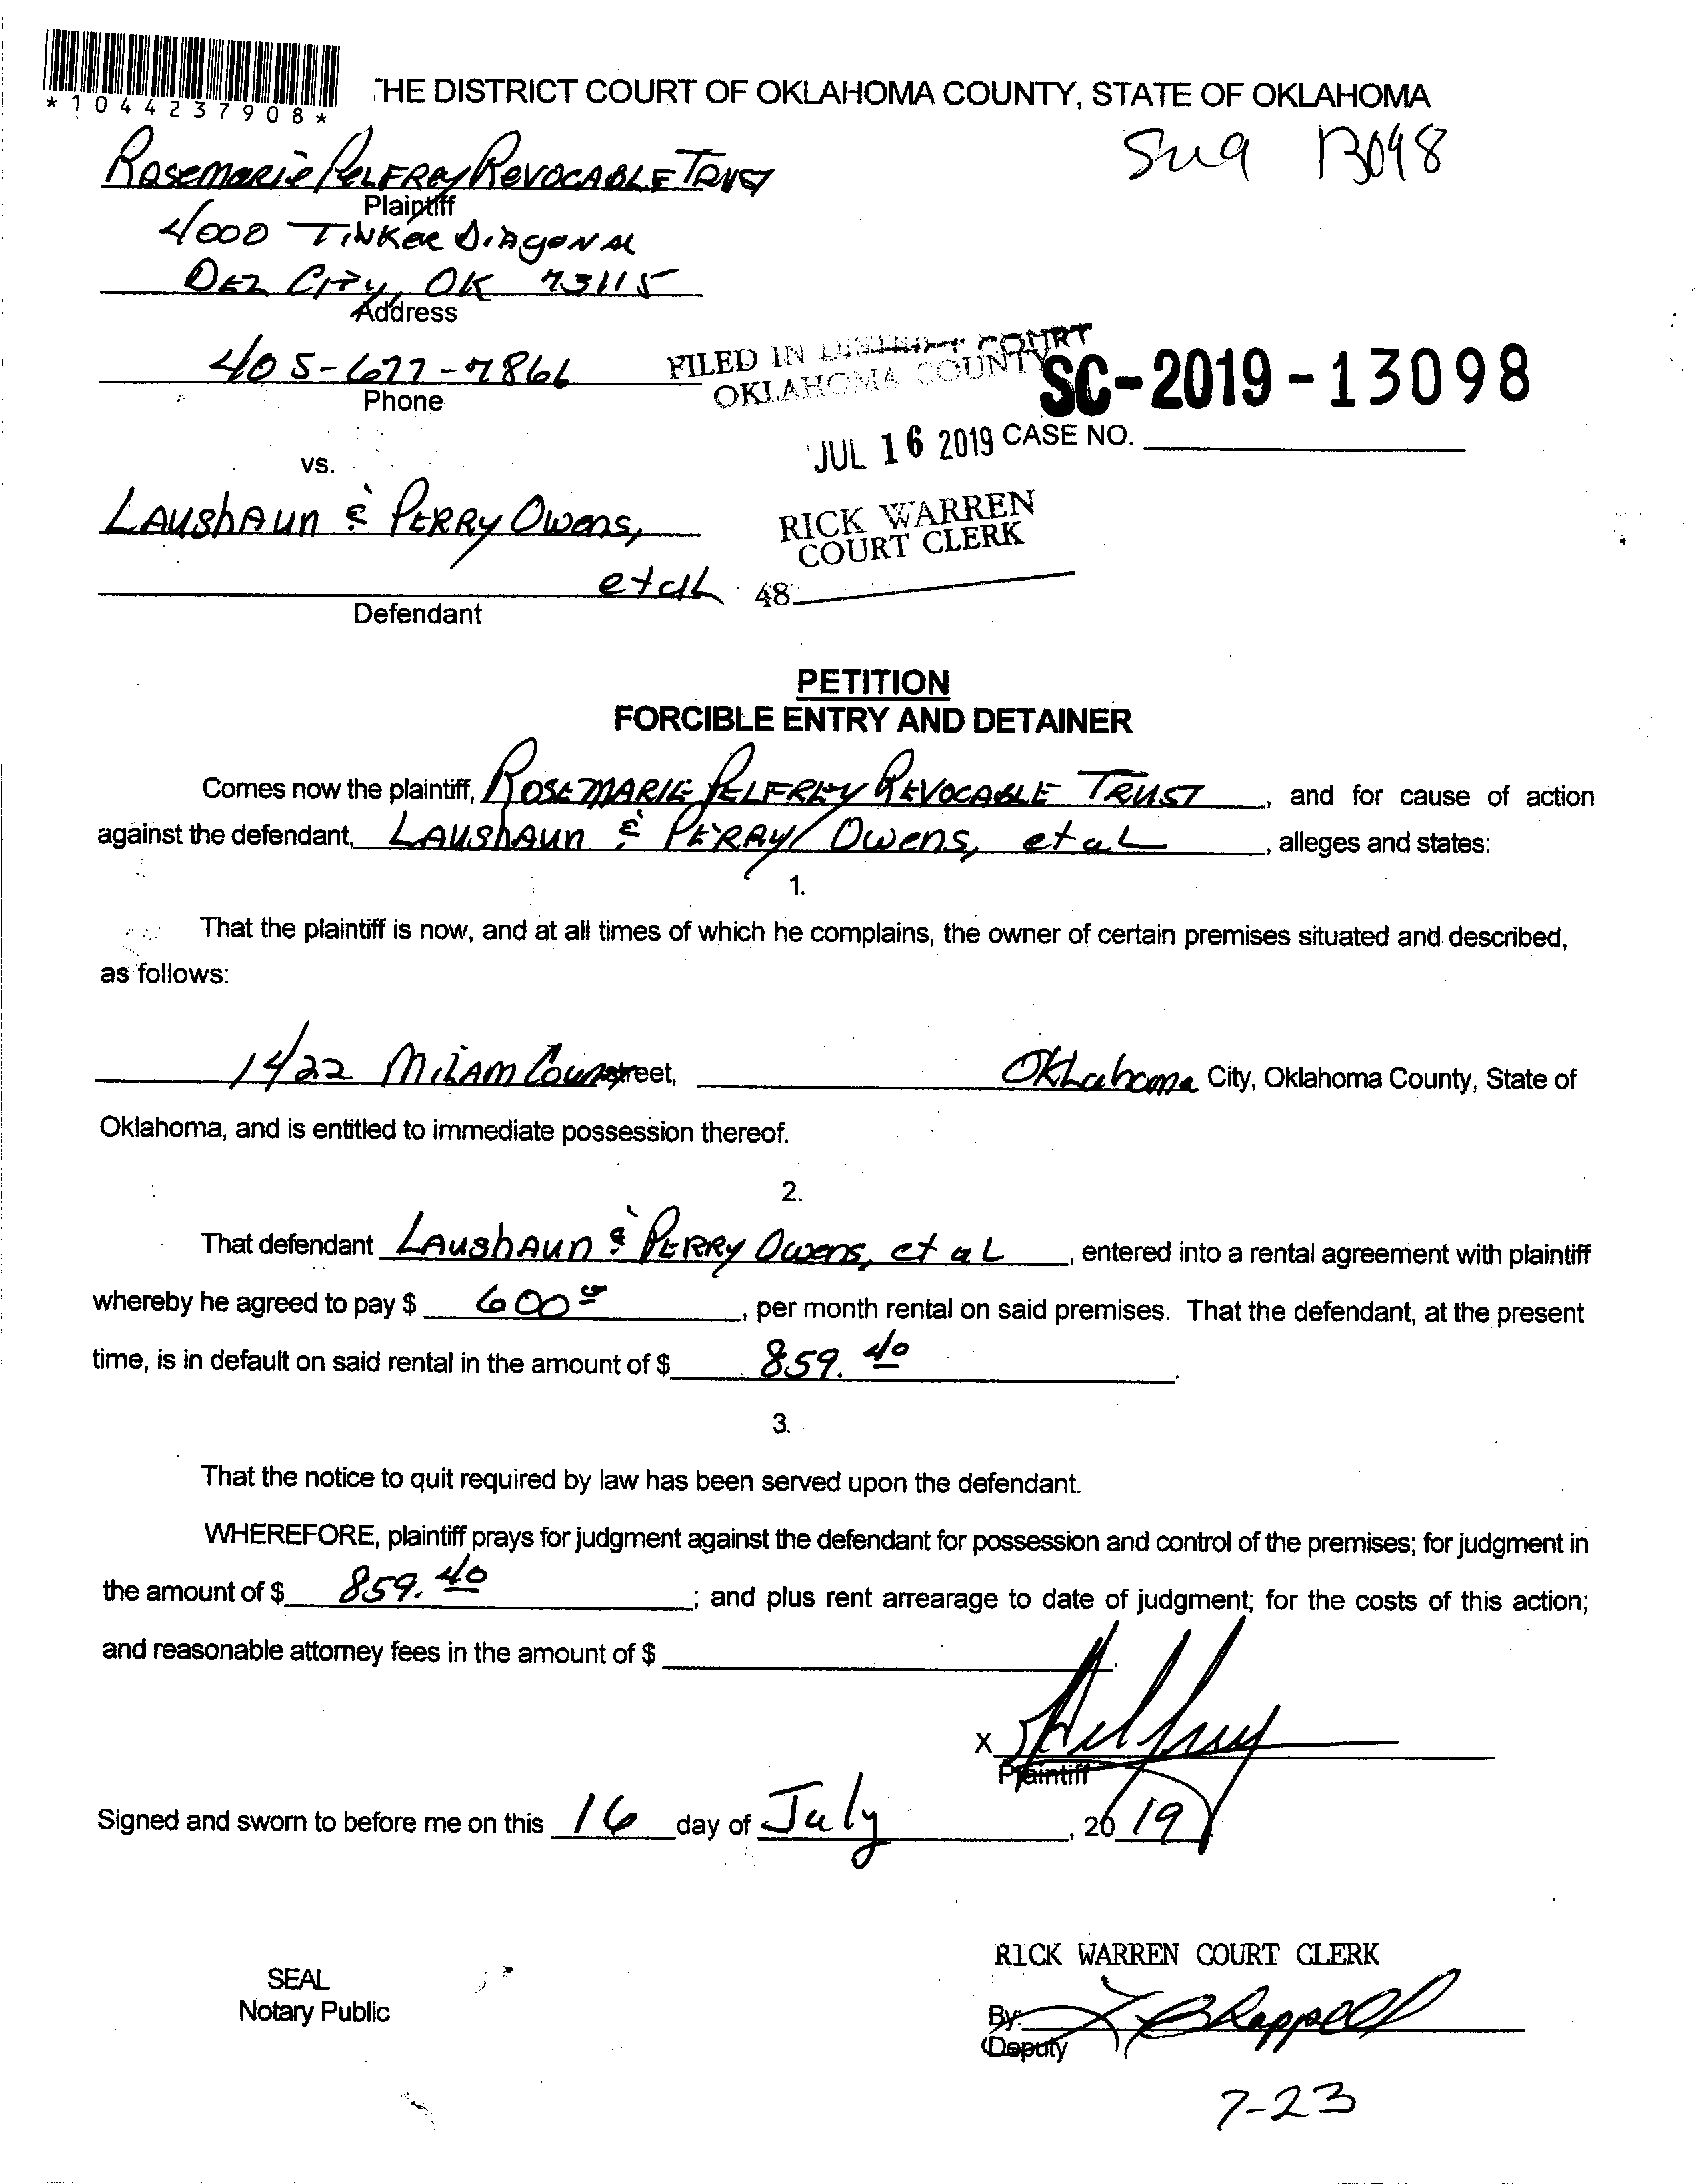 *1044237908*
THE DISTRICT COURT OF OKLAHOMA COUNTY, STATE OF OKLAHOMA
13098
Rosemarie Pelfrey Revocable Trust
Plaintiff
4000 Tinker Diagonal
Del City, OK 73115
Address
405-677-7866
Phone
FILED IN DISTRICT COURT
OKLAHOMA COUNTY
SC-2019-13098
JUL 16 2019 CASE NO.
vs.
Laushaun & Perry Owens,
RICK WARREN
COURT CLERK
et al
48
Defendant
PETITION
FORCIBLE ENTRY AND DETAINER
Comes now the plaintiff, Rosemarie Pelfrey Revocable Trust, and for cause of action
against the defendant, Laushaun & Perry Owens, et al, alleges and states:
1.
That the plaintiff is now, and at all times of which he complains, the owner of certain premises situated and described,
as follows:
1422 Milam Court street, Oklahoma City, Oklahoma County, State of
Oklahoma, and is entitled to immediate possession thereof.
2.
That defendant Laushaun & Perry Owens, et al, entered into a rental agreement with plaintiff
whereby he agreed to pay $ 600, per month rental on said premises. That the defendant, at the present
time, is in default on said rental in the amount of $ 859.40.
3.
That the notice to quit required by law has been served upon the defendant.
WHEREFORE, plaintiff prays for judgment against the defendant for possession and control of the premises; for judgment in
the amount of $ 859.40; and plus rent arrearage to date of judgment; for the costs of this action;
and reasonable attorney fees in the amount of $
X Pelfrey
Plaintiff
Signed and sworn to before me on this 16 day of July, 2019
RICK WARREN COURT CLERK
SEAL
Notary Public
By
Deputy
7-23